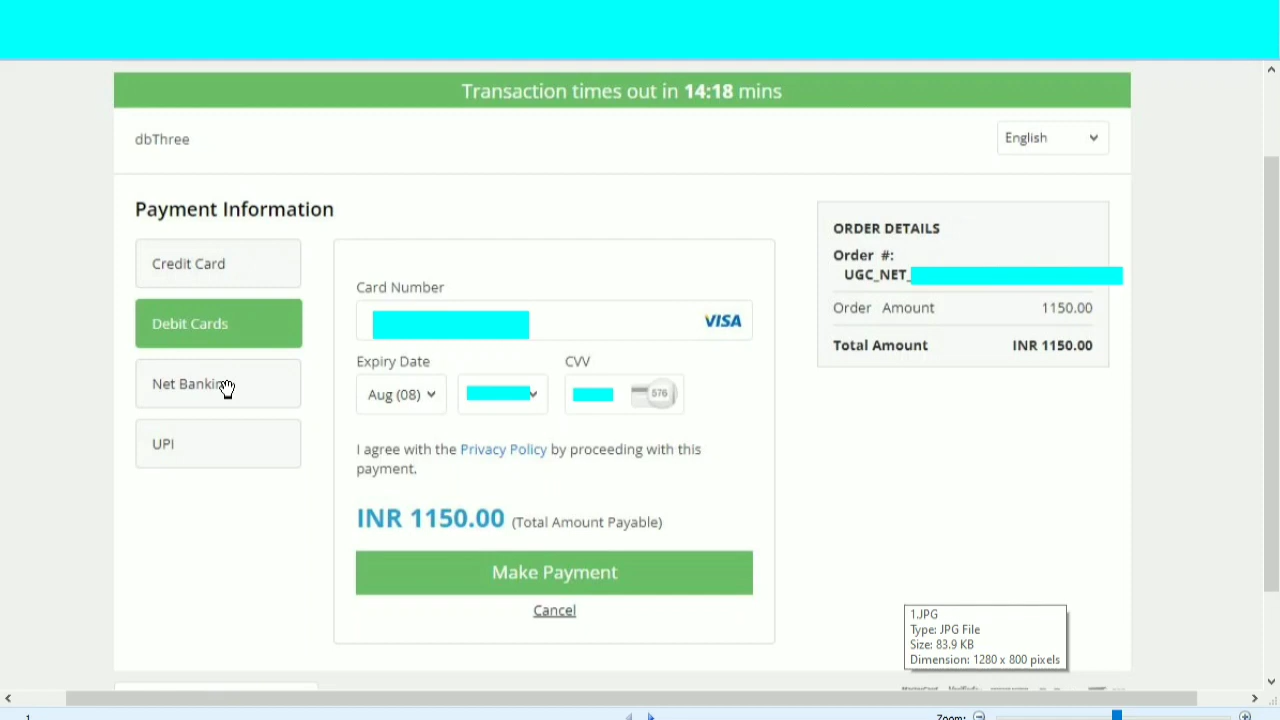 Transaction times out in 14:18 mins
dbThree
English
Payment Information
Credit Card
Debit Cards
Net Banking
UPI
Card Number
VISA
Expiry Date
CVV
Aug (08)
576
I agree with the Privacy Policy by proceeding with this
payment.
INR 1150.00 (Total Amount Payable)
Make Payment
Cancel
ORDER DETAILS
Order #:
UGC_NET_
Order Amount 1150.00
Total Amount INR 1150.00
1.JPG
Type: JPG File
Size: 83.9 KB
Dimension: 1280 x 800 pixels
1
Zoom: